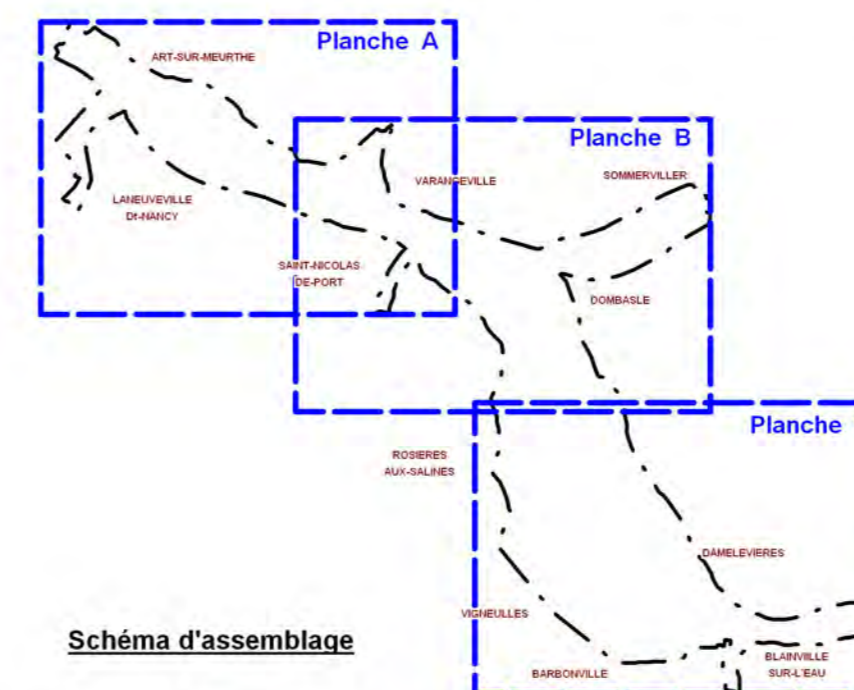 Planche A
ART-SUR-MEURTHE
Planche B
VARANGEVILLE
SOMMERVILLER
LANEUVEVILLE
Dt-NANCY
SAINT-NICOLAS
DE-PORT
DOMBASLE
Planche
ROSIERES
AUX-SALINES
DAMELEVIERES
VIGNEULLES
Schéma d'assemblage
BLAINVIILLE
SUR-L'EAU
BARBONVILLE